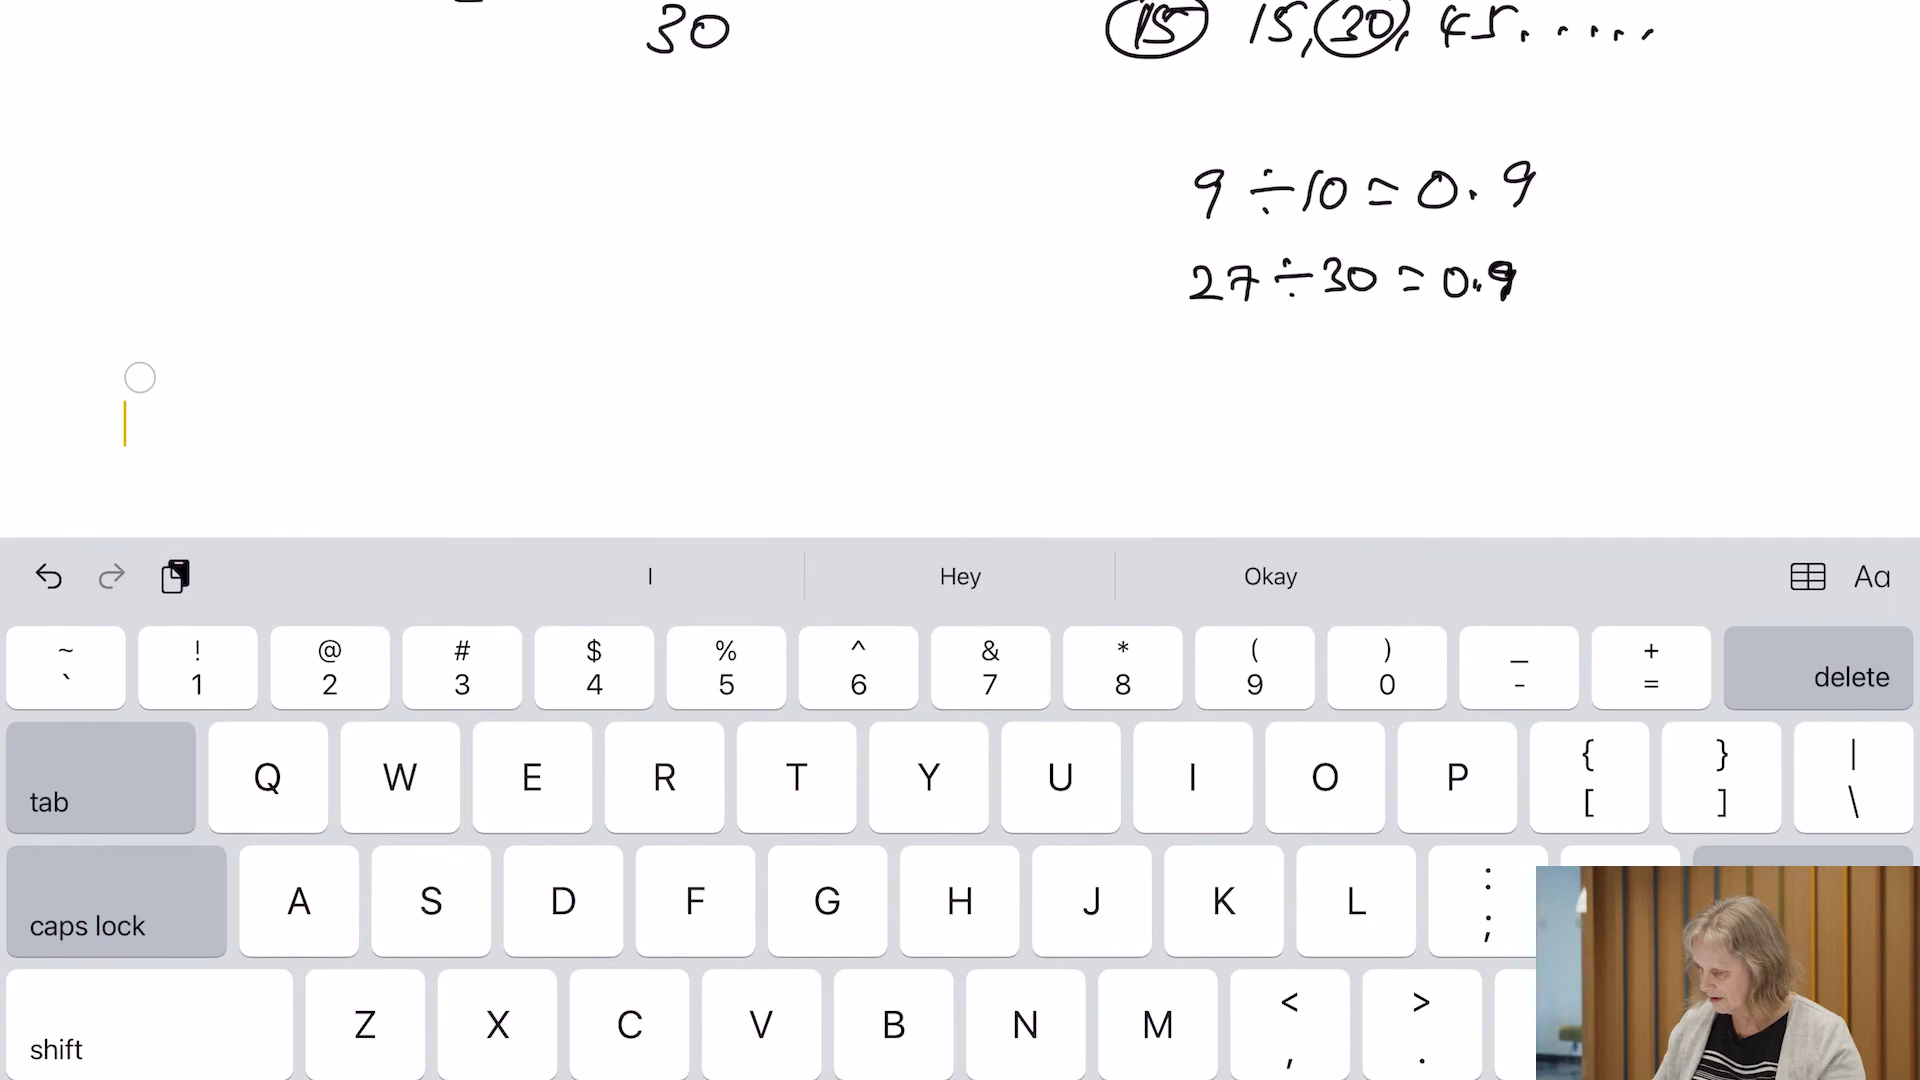 30
15 15, 30, 45......
9 ÷ 10 = 0.9
27 ÷ 30 = 0.9
I Hey Okay Aa
~ ! @ # $ % ^ & * ( ) _ +
` 1 2 3 4 5 6 7 8 9 0 - = delete
tab Q W E R T Y U I O P { [ } ] | \
caps lock A S D F G H J K L : ;
shift Z X C V B N M < , > .